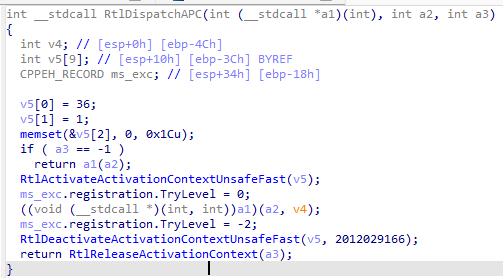 int __stdcall RtlDispatchAPC(int (__stdcall *a1)(int), int a2, int a3)
{
  int v4; // [esp+0h] [ebp-4Ch]
  int v5[9]; // [esp+10h] [ebp-3Ch] BYREF
  CPPEH_RECORD ms_exc; // [esp+34h] [ebp-18h]

  v5[0] = 36;
  v5[1] = 1;
  memset(&v5[2], 0, 0x1Cu);
  if ( a3 == -1 )
    return a1(a2);
  RtlActivateActivationContextUnsafeFast(v5);
  ms_exc.registration.TryLevel = 0;
  ((void (__stdcall *)(int, int))a1)(a2, v4);
  ms_exc.registration.TryLevel = -2;
  RtlDeactivateActivationContextUnsafeFast(v5, 2012029166);
  return RtlReleaseActivationContext(a3);
}